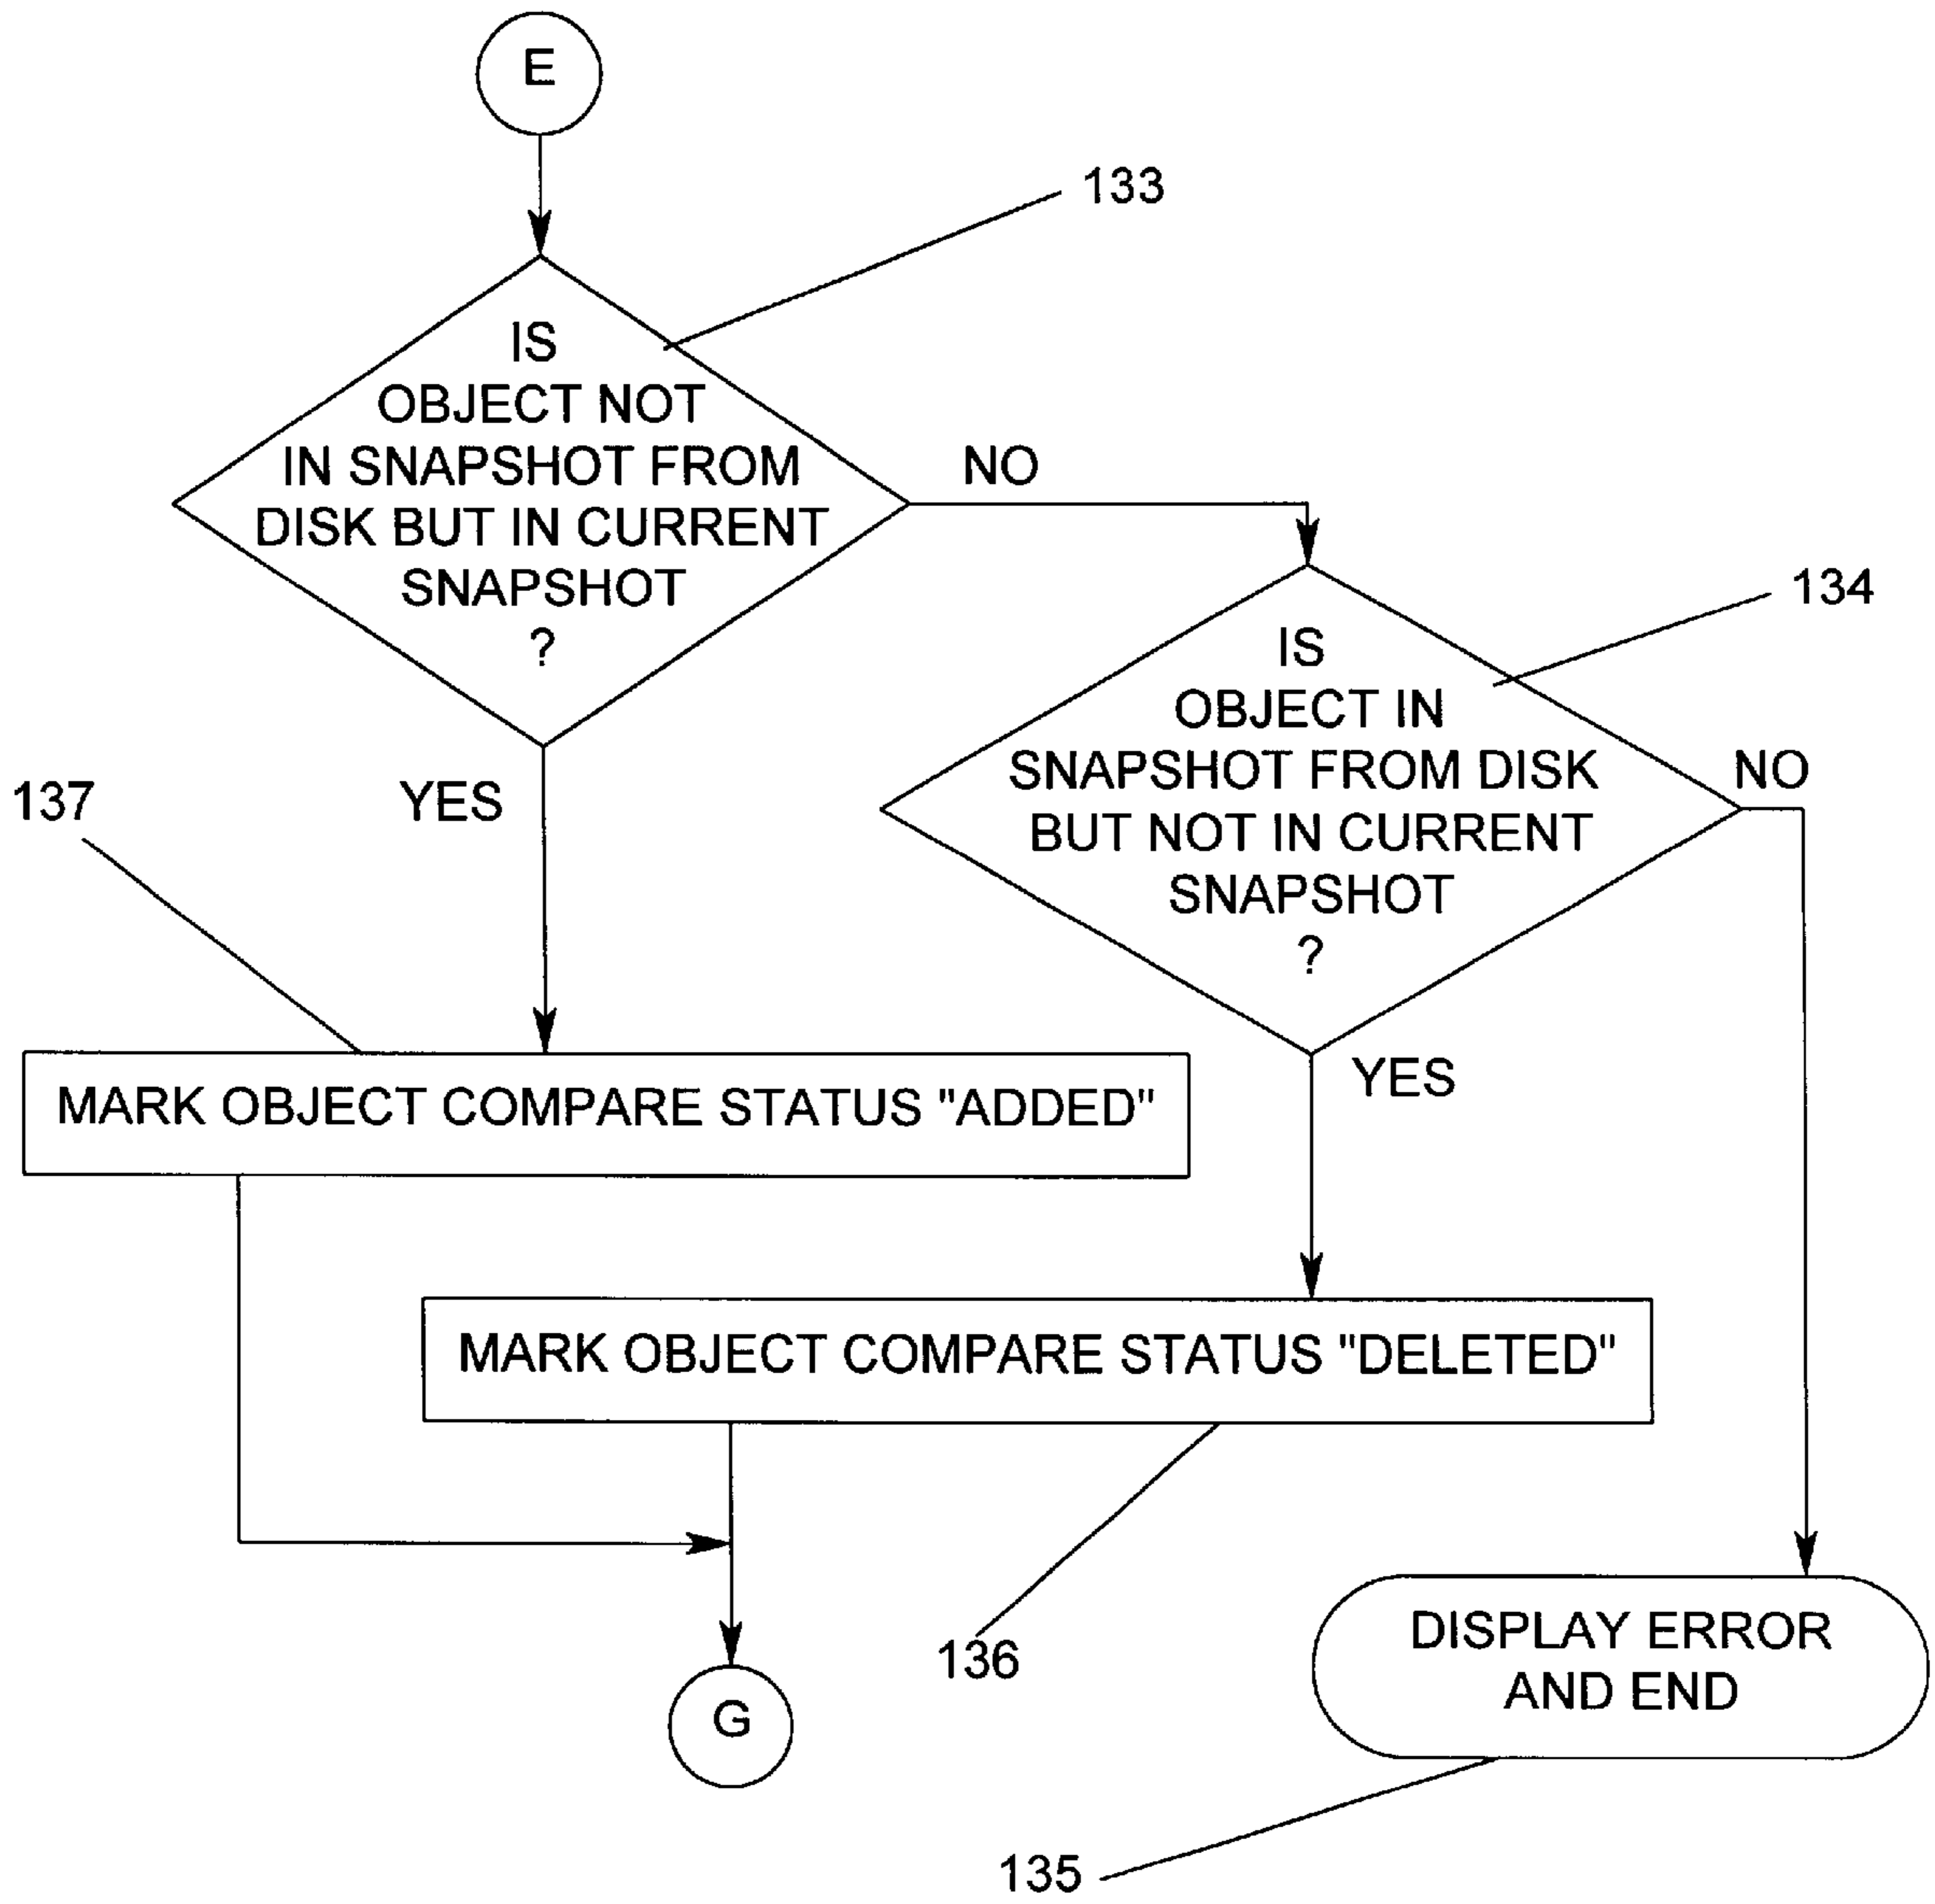 E
133
IS
OBJECT NOT
IN SNAPSHOT FROM
DISK BUT IN CURRENT
SNAPSHOT
?
NO
134
IS
OBJECT IN
SNAPSHOT FROM DISK
BUT NOT IN CURRENT
SNAPSHOT
?
NO
YES
137
YES
MARK OBJECT COMPARE STATUS "ADDED"
MARK OBJECT COMPARE STATUS "DELETED"
136
G
DISPLAY ERROR
AND END
135